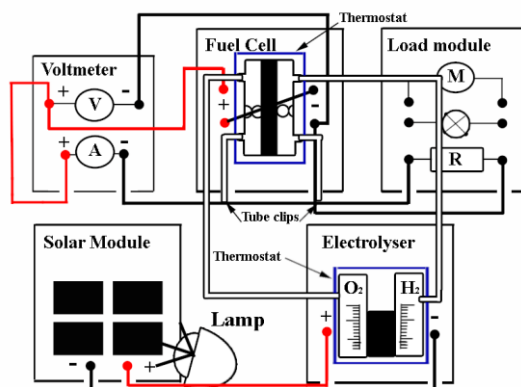 Thermostat
Voltmeter
Fuel Cell
Load module
+ V -
+ A -
+ -
M
R
Tube clips
Solar Module
Electrolyser
Thermostat
O2 H2
Lamp
+ -
- +